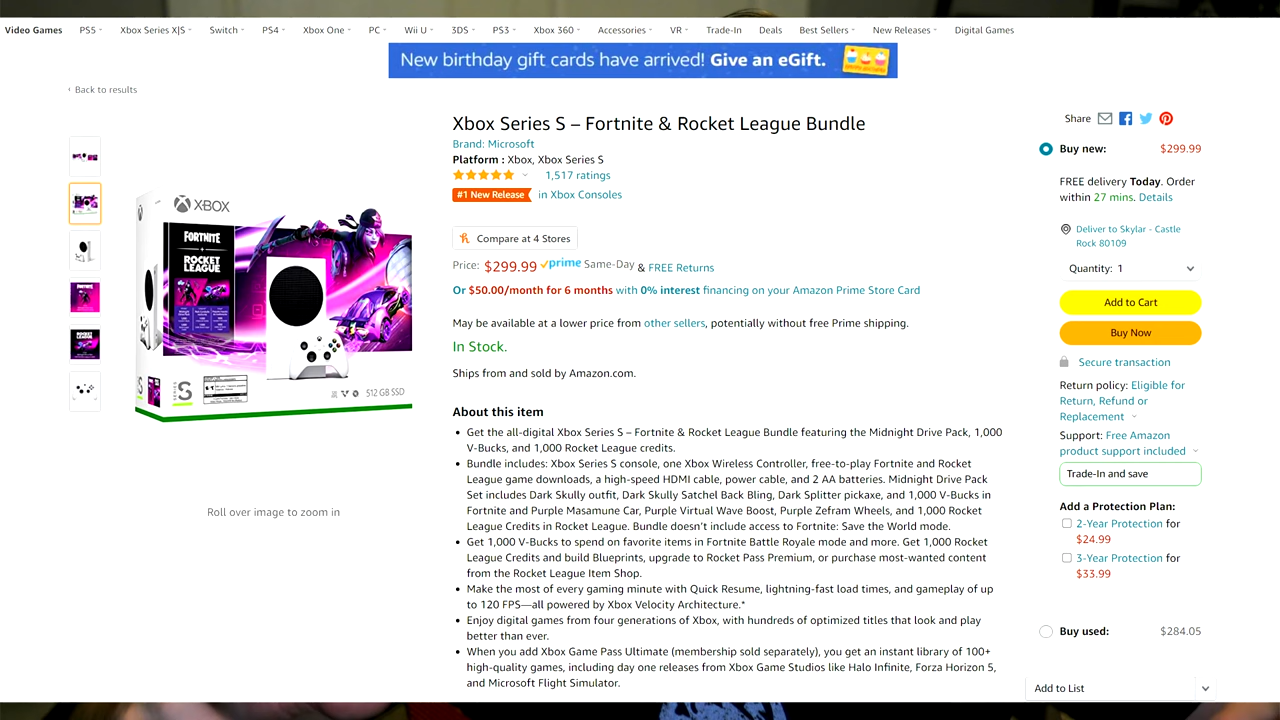 Video Games PS5 Xbox Series X|S Switch PS4 Xbox One PC Wii U 3DS PS3 Xbox 360 Accessories VR Trade-In Deals Best Sellers New Releases Digital Games
New birthday gift cards have arrived! Give an eGift.
‹ Back to results
XBOX
FORTNITE
+
ROCKET
LEAGUE
SERIES
S
512 GB SSD
Roll over image to zoom in
Xbox Series S – Fortnite & Rocket League Bundle
Brand: Microsoft
Platform : Xbox, Xbox Series S
1,517 ratings
#1 New Release in Xbox Consoles
Compare at 4 Stores
Price: $299.99 prime Same-Day & FREE Returns
Or $50.00/month for 6 months with 0% interest financing on your Amazon Prime Store Card
May be available at a lower price from other sellers, potentially without free Prime shipping.
In Stock.
Ships from and sold by Amazon.com.
About this item
• Get the all-digital Xbox Series S – Fortnite & Rocket League Bundle featuring the Midnight Drive Pack, 1,000
V-Bucks, and 1,000 Rocket League credits.
• Bundle includes: Xbox Series S console, one Xbox Wireless Controller, free-to-play Fortnite and Rocket
League game downloads, a high-speed HDMI cable, power cable, and 2 AA batteries. Midnight Drive Pack
Set includes Dark Skully outfit, Dark Skully Satchel Back Bling, Dark Splitter pickaxe, and 1,000 V-Bucks in
Fortnite and Purple Masamune Car, Purple Virtual Wave Boost, Purple Zefram Wheels, and 1,000 Rocket
League Credits in Rocket League. Bundle doesn't include access to Fortnite: Save the World mode.
• Get 1,000 V-Bucks to spend on favorite items in Fortnite Battle Royale mode and more. Get 1,000 Rocket
League Credits and build Blueprints, upgrade to Rocket Pass Premium, or purchase most-wanted content
from the Rocket League Item Shop.
• Make the most of every gaming minute with Quick Resume, lightning-fast load times, and gameplay of up
to 120 FPS—all powered by Xbox Velocity Architecture.*
• Enjoy digital games from four generations of Xbox, with hundreds of optimized titles that look and play
better than ever.
• When you add Xbox Game Pass Ultimate (membership sold separately), you get an instant library of 100+
high-quality games, including day one releases from Xbox Game Studios like Halo Infinite, Forza Horizon 5,
and Microsoft Flight Simulator.
Share
Buy new: $299.99
FREE delivery Today. Order
within 27 mins. Details
Deliver to Skylar - Castle
Rock 80109
Quantity: 1
Add to Cart
Buy Now
Secure transaction
Return policy: Eligible for
Return, Refund or
Replacement
Support: Free Amazon
product support included
Trade-In and save
Add a Protection Plan:
2-Year Protection for
$24.99
3-Year Protection for
$33.99
Buy used: $284.05
Add to List